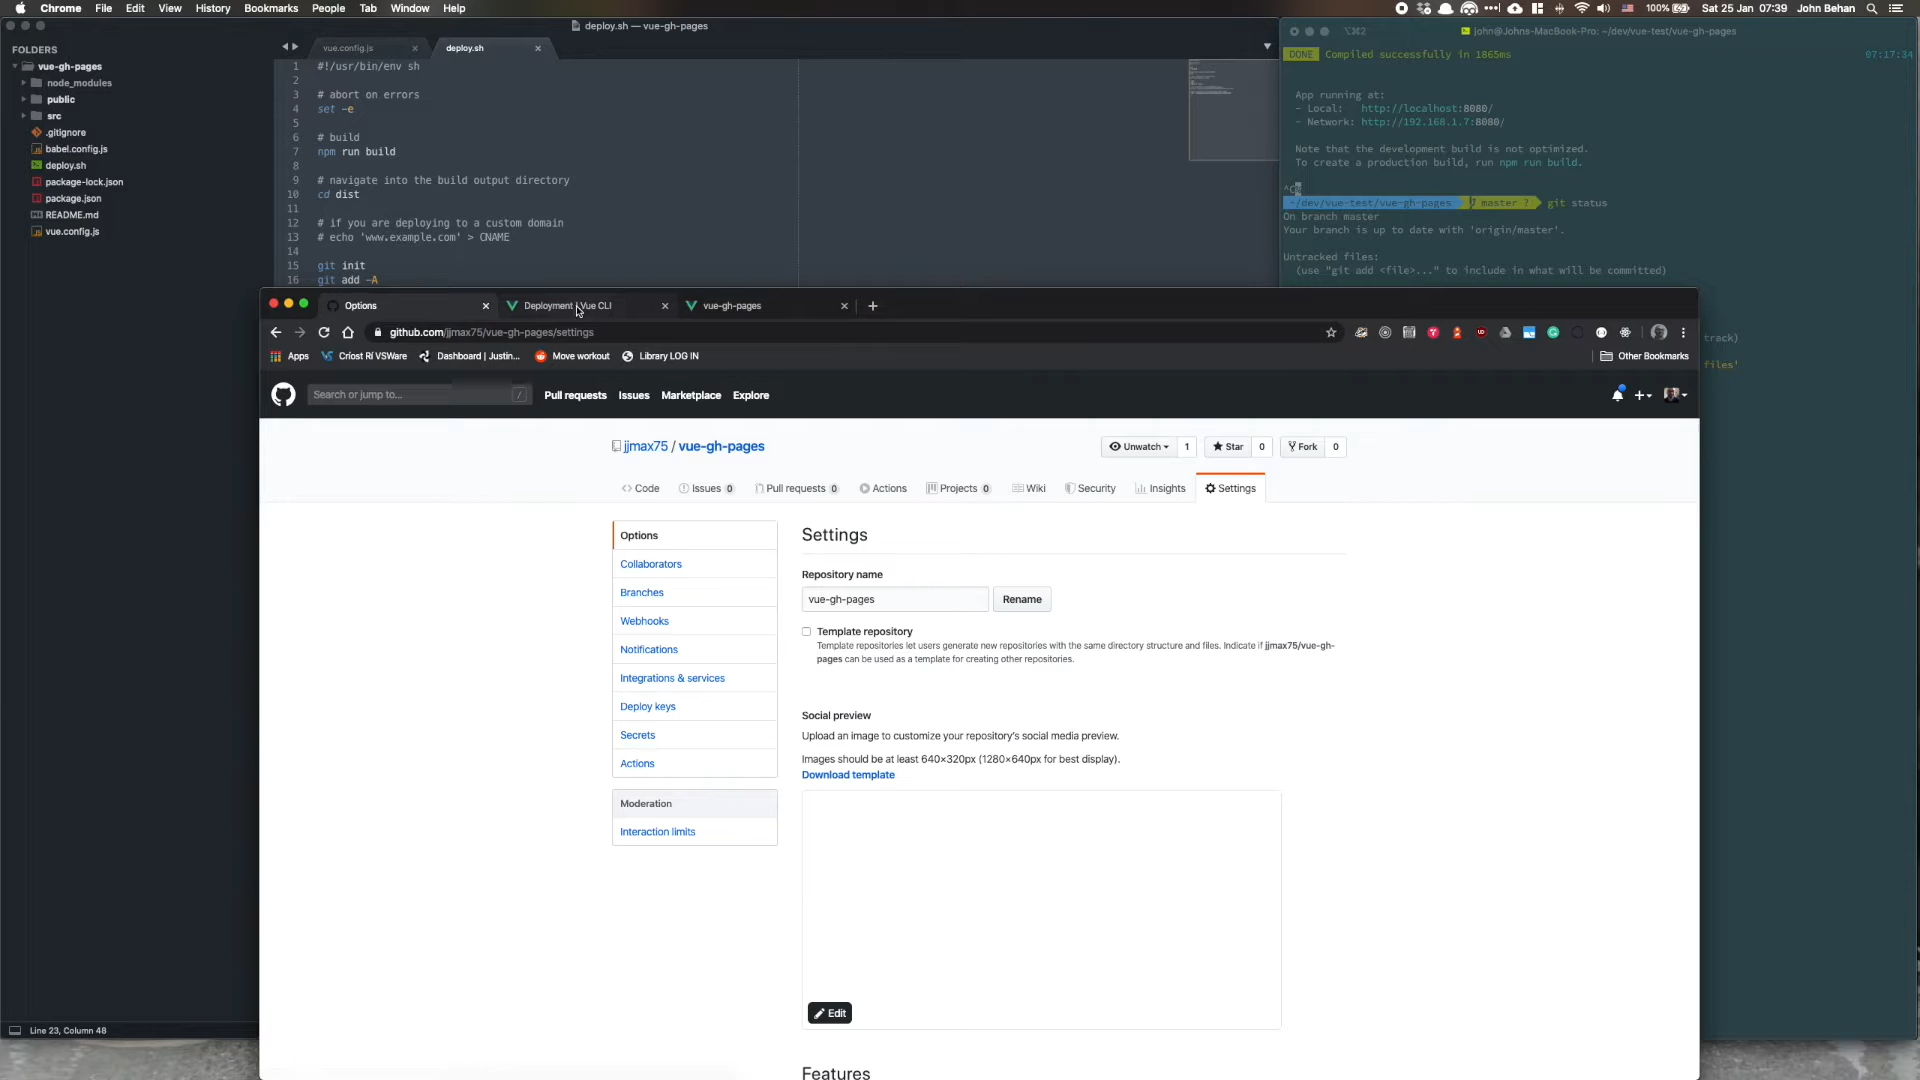 Chrome File Edit View History Bookmarks People Tab Window Help
100% Sat 25 Jan 07:39 John Behan
deploy.sh — vue-gh-pages
FOLDERS
vue-gh-pages
node_modules
public
src
.gitignore
babel.config.js
deploy.sh
package-lock.json
package.json
README.md
vue.config.js
vue.config.js
deploy.sh
1 #!/usr/bin/env sh
2
3 # abort on errors
4 set -e
5
6 # build
7 npm run build
8
9 # navigate into the build output directory
10 cd dist
11
12 # if you are deploying to a custom domain
13 # echo 'www.example.com' > CNAME
14
15 git init
16 git add -A
Line 23, Column 48
⌥⌘2
john@Johns-MacBook-Pro: ~/dev/vue-test/vue-gh-pages
DONE Compiled successfully in 1865ms 07:17:34
App running at:
- Local: http://localhost:8080/
- Network: http://192.168.1.7:8080/
Note that the development build is not optimized.
To create a production build, run npm run build.
^C
~/dev/vue-test/vue-gh-pages master ? git status
On branch master
Your branch is up to date with 'origin/master'.
Untracked files:
(use "git add <file>..." to include in what will be committed)
track)
files'
Options
Deployment | Vue CLI
vue-gh-pages
github.com/jjmax75/vue-gh-pages/settings
Apps
Críost Rí VSWare
Dashboard | Justin...
Move workout
Library LOG IN
Other Bookmarks
Search or jump to... /
Pull requests Issues Marketplace Explore
jjmax75 / vue-gh-pages
Unwatch 1 Star 0 Fork 0
Code Issues 0 Pull requests 0 Actions Projects 0 Wiki Security Insights Settings
Options
Collaborators
Branches
Webhooks
Notifications
Integrations & services
Deploy keys
Secrets
Actions
Moderation
Interaction limits
Settings
Repository name
vue-gh-pages Rename
Template repository
Template repositories let users generate new repositories with the same directory structure and files. Indicate if jjmax75/vue-gh-
pages can be used as a template for creating other repositories.
Social preview
Upload an image to customize your repository's social media preview.
Images should be at least 640×320px (1280×640px for best display).
Download template
Edit
Features